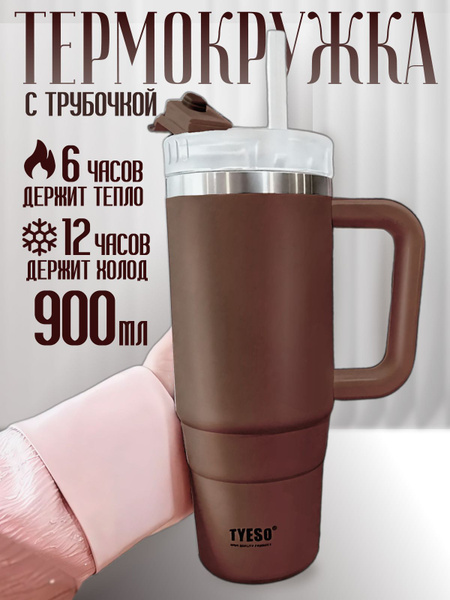 ТЕРМОКРУЖКА
С ТРУБОЧКОЙ
6 ЧАСОВ
ДЕРЖИТ ТЕПЛО
12 ЧАСОВ
ДЕРЖИТ ХОЛОД
900 МЛ
TYESO®